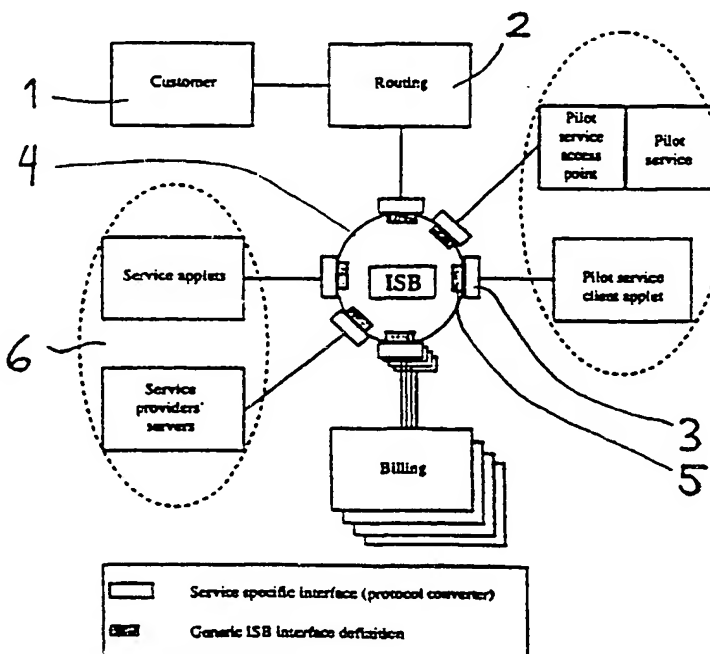 2
1
Customer
Routing
Pilot
service
access
point
Pilot
service
4
Service applets
ISB
Pilot service
client applet
6
Service
providers'
servers
3
5
Billing
Service specific interface (protocol converter)
Generic ISB interface definition